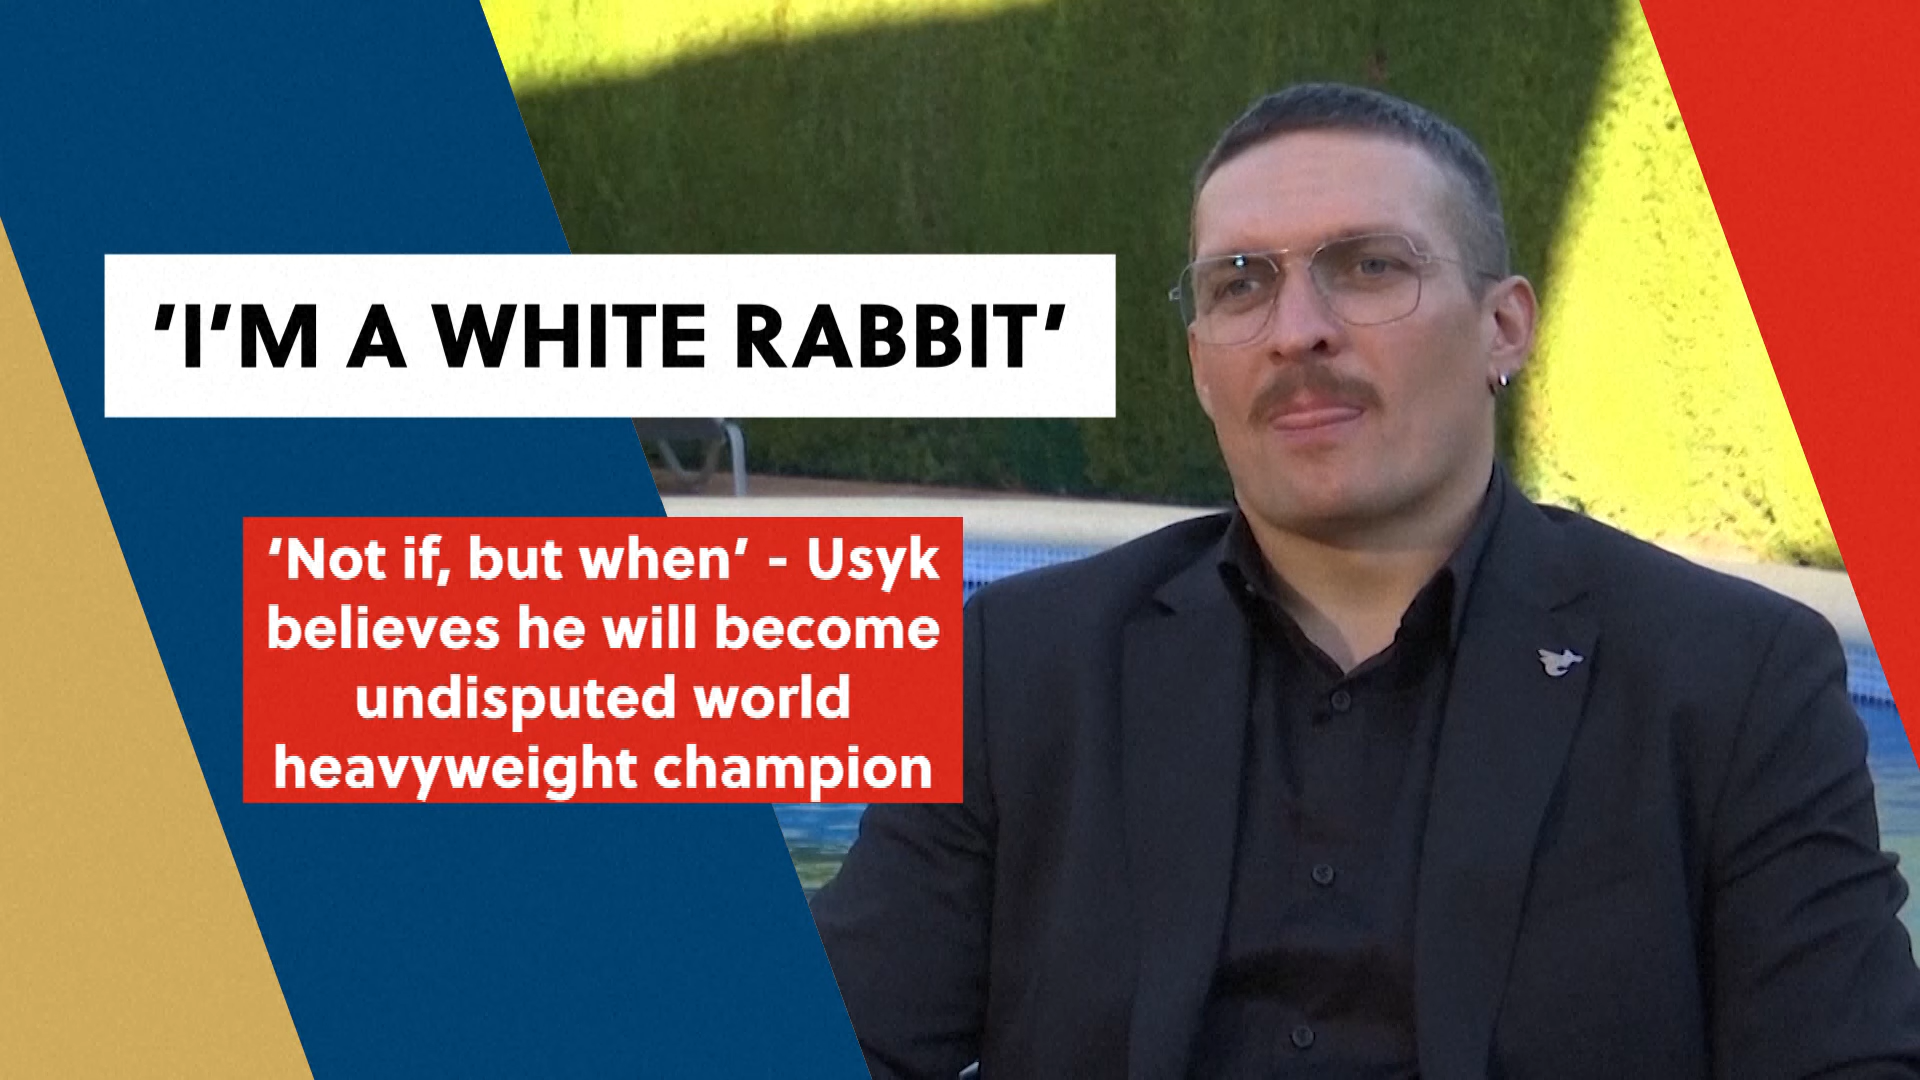 'I'M A WHITE RABBIT'
'Not if, but when' - Usyk
believes he will become
undisputed world
heavyweight champion